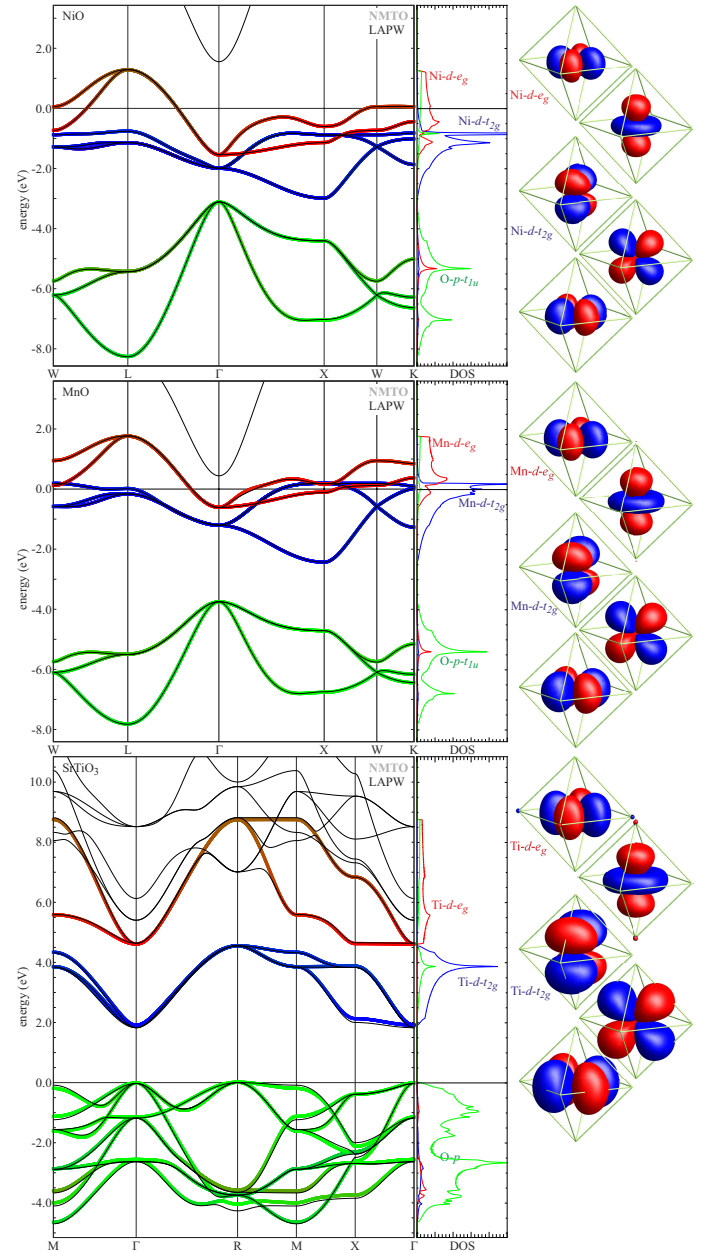 NiO
NMTO
LAPW
2.0
0.0
-2.0
-4.0
-6.0
-8.0
energy (eV)
W L Γ X W K
DOS
Ni-d-eg
Ni-d-t2g
O-p-t1u
Ni-d-eg
Ni-d-t2g
MnO
NMTO
LAPW
2.0
0.0
-2.0
-4.0
-6.0
-8.0
energy (eV)
W L Γ X W K
DOS
Mn-d-eg
Mn-d-t2g
O-p-t1u
Mn-d-eg
Mn-d-t2g
SrTiO3
NMTO
LAPW
10.0
8.0
6.0
4.0
2.0
0.0
-2.0
-4.0
energy (eV)
M Γ R M X Γ
DOS
Ti-d-eg
Ti-d-t2g
O-p
Ti-d-eg
Ti-d-t2g